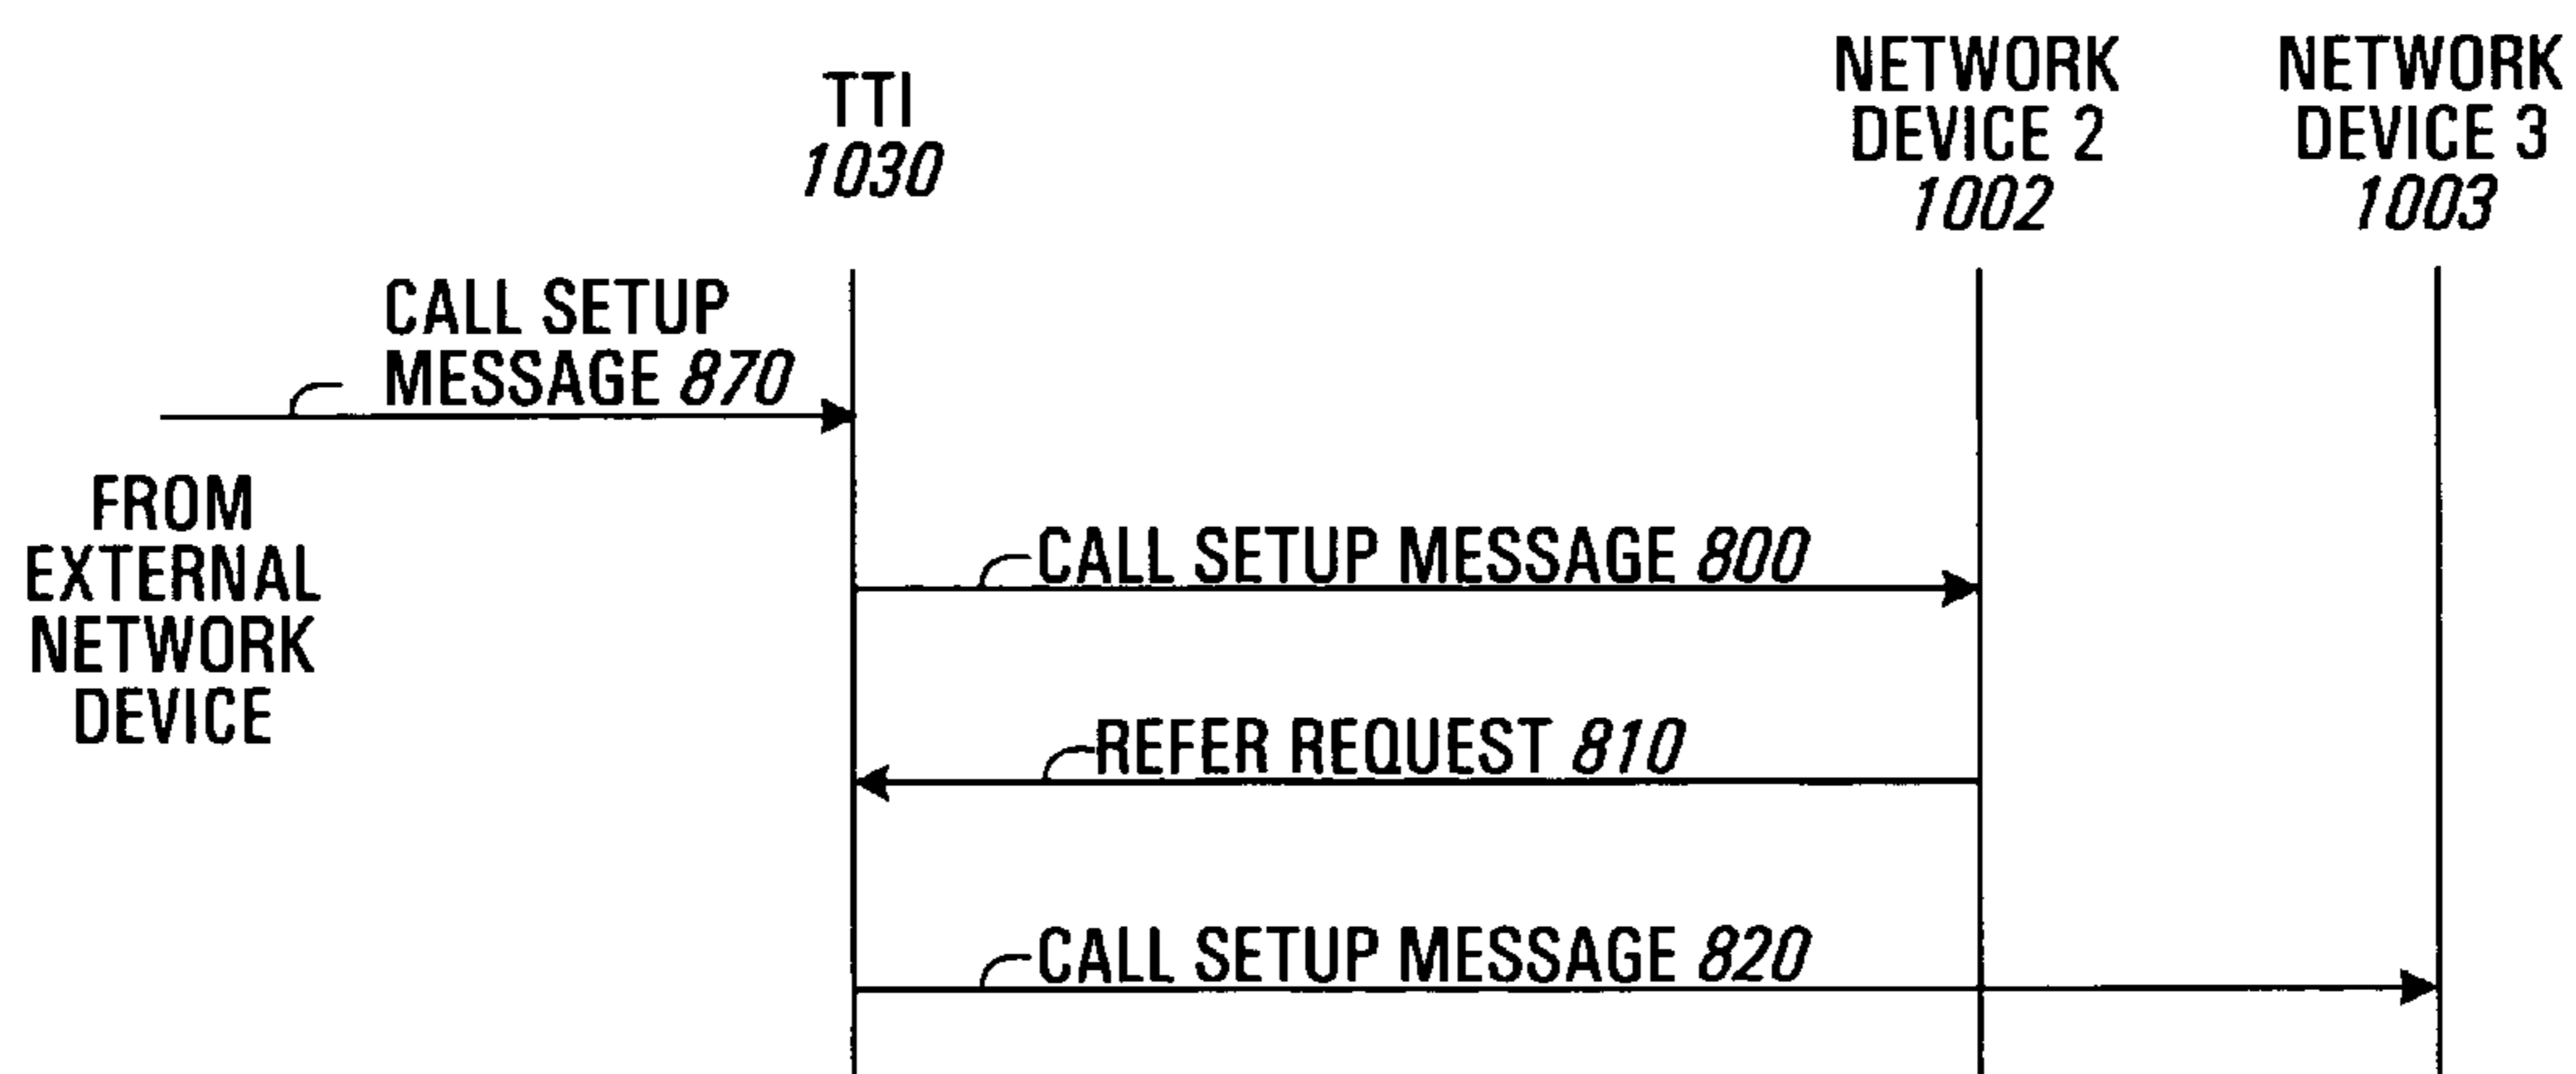 TTI
1030
NETWORK
DEVICE 2
1002
NETWORK
DEVICE 3
1003
CALL SETUP
MESSAGE 870
FROM
EXTERNAL
NETWORK
DEVICE
CALL SETUP MESSAGE 800
REFER REQUEST 810
CALL SETUP MESSAGE 820